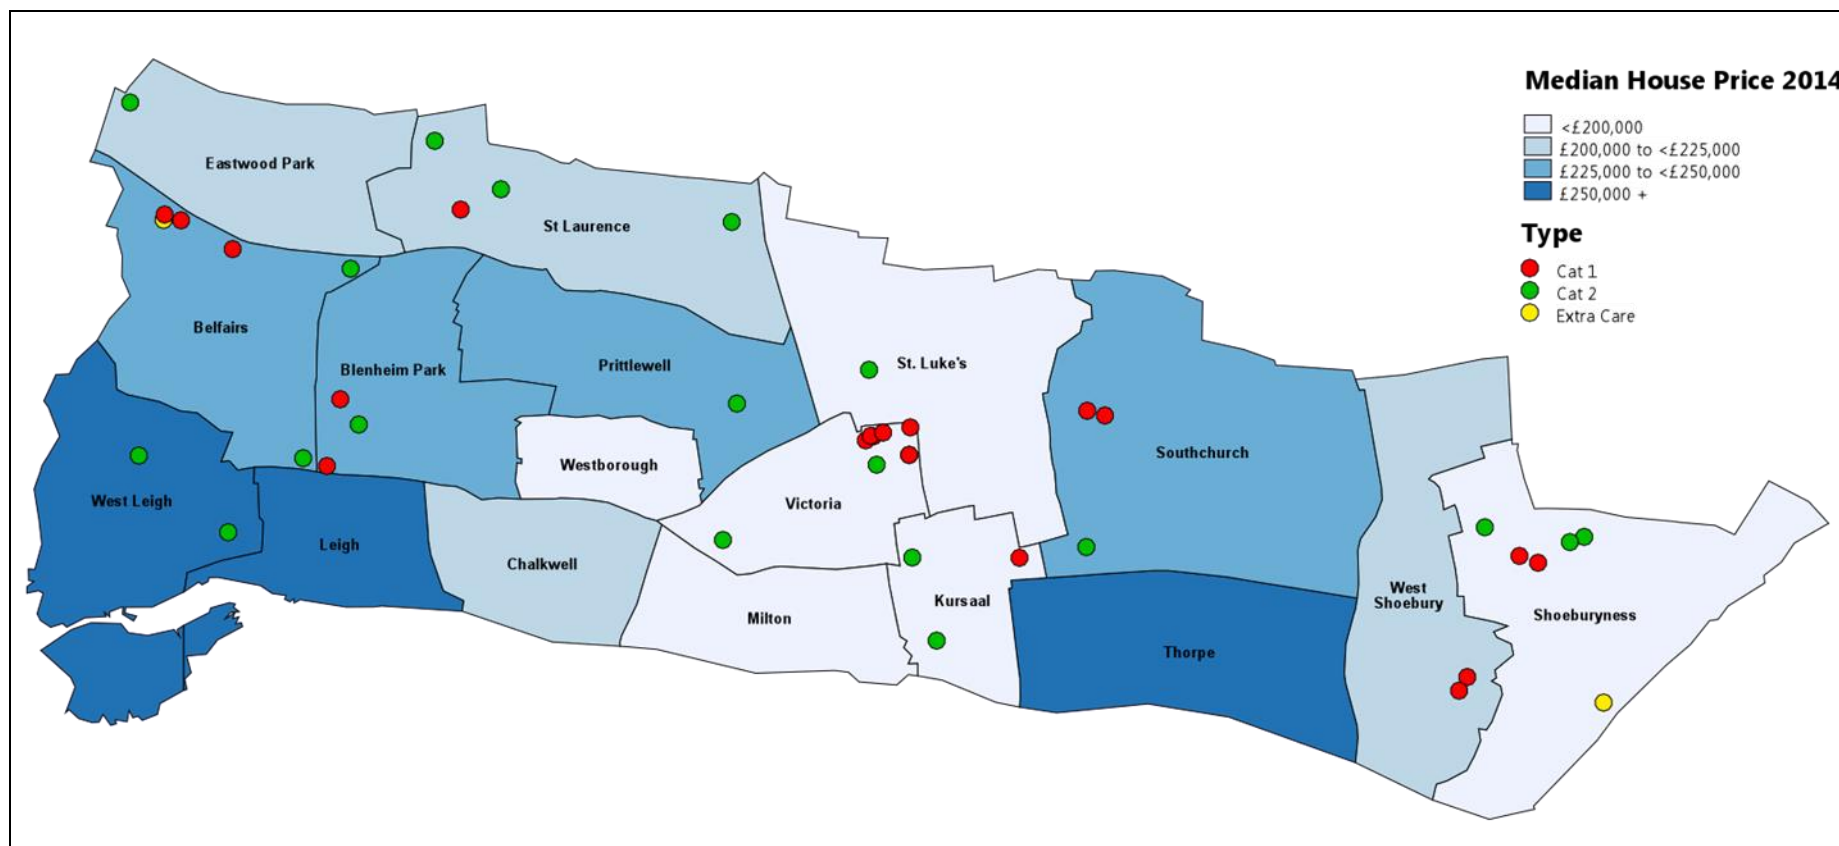 Median House Price 2014
<£200,000
£200,000 to <£225,000
£225,000 to <£250,000
£250,000 +
Type
Cat 1
Cat 2
Extra Care
Eastwood Park
St Laurence
Belfairs
Blenheim Park
Prittlewell
St. Luke's
Westborough
Southchurch
West Leigh
Victoria
Leigh
Chalkwell
Milton
Kursaal
Thorpe
West
Shoebury
Shoeburyness